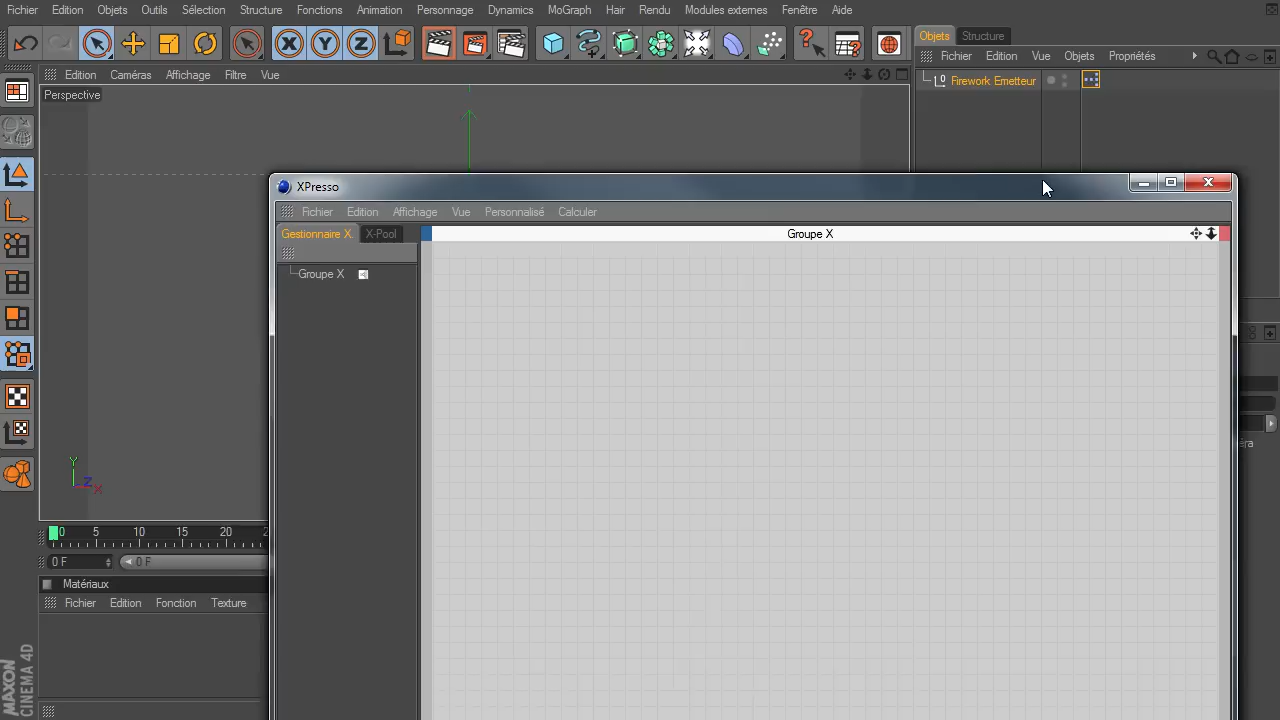 Fichier Edition Objets Outils Sélection Structure Fonctions Animation Personnage Dynamics MoGraph Hair Rendu Modules externes Fenêtre Aide
X Y Z
Objets Structure
Edition Caméras Affichage Filtre Vue
Fichier Edition Vue Objets Propriétés
Perspective
Firework Emetteur
XPresso
Fichier Edition Affichage Vue Personnalisé Calculer
Gestionnaire X. X-Pool
Groupe X
Groupe X
éra
Y
Z
X
0 5 10 15 20 2
0 F 0 F
Matériaux
Fichier Edition Fonction Texture
MAXON
CINEMA 4D